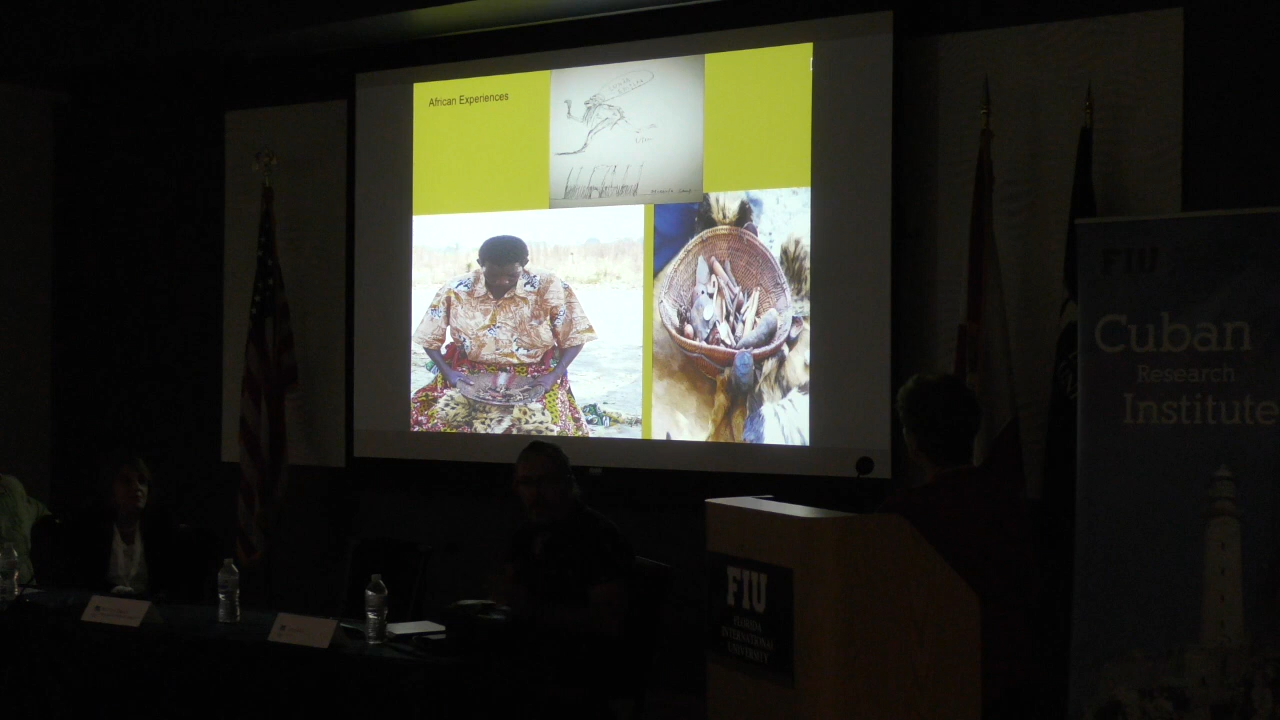 African Experiences
FIU
Cuban
Research
Institute
FIU
FLORIDA
INTERNATIONAL
UNIVERSITY